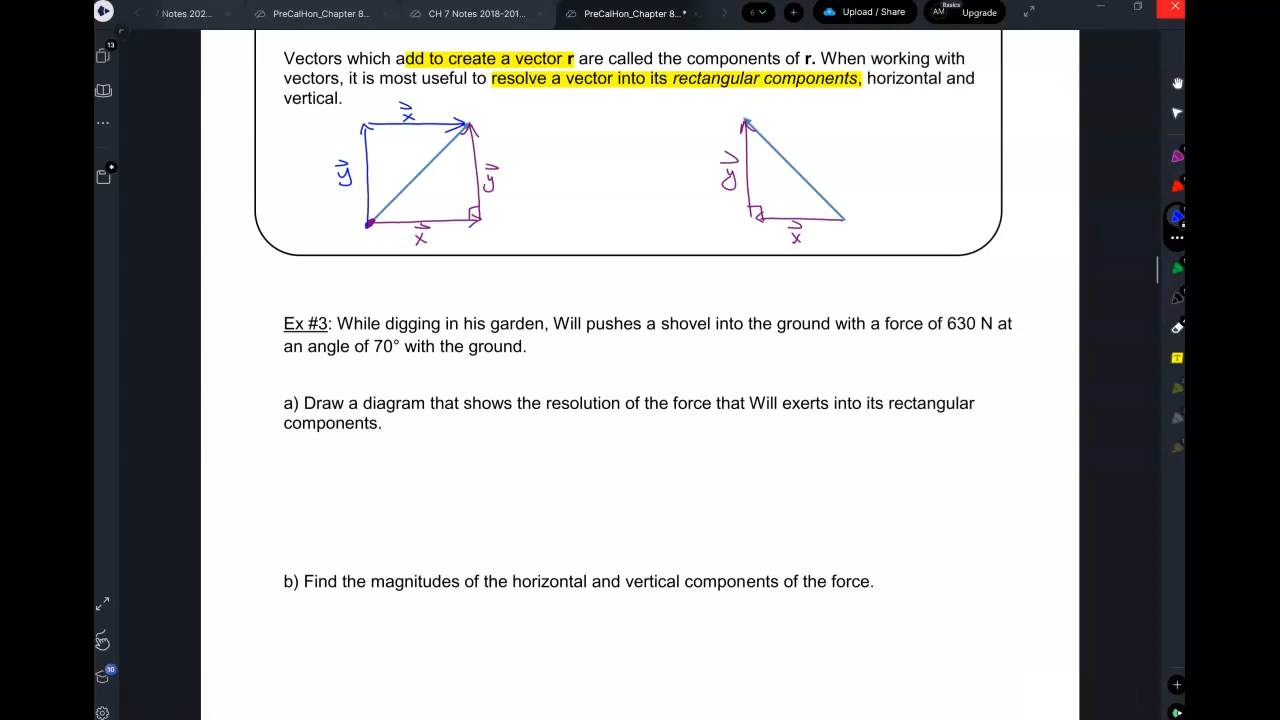 7 Notes 202...
PreCalHon_Chapter 8...
CH 7 Notes 2018-201...
PreCalHon_Chapter 8...*
6
Upload / Share
AM
Basics
Upgrade
13
Vectors which add to create a vector r are called the components of r. When working with
vectors, it is most useful to resolve a vector into its rectangular components, horizontal and
vertical.
x
y
y
x
y
x
Ex #3: While digging in his garden, Will pushes a shovel into the ground with a force of 630 N at
an angle of 70° with the ground.
a) Draw a diagram that shows the resolution of the force that Will exerts into its rectangular
components.
b) Find the magnitudes of the horizontal and vertical components of the force.
10